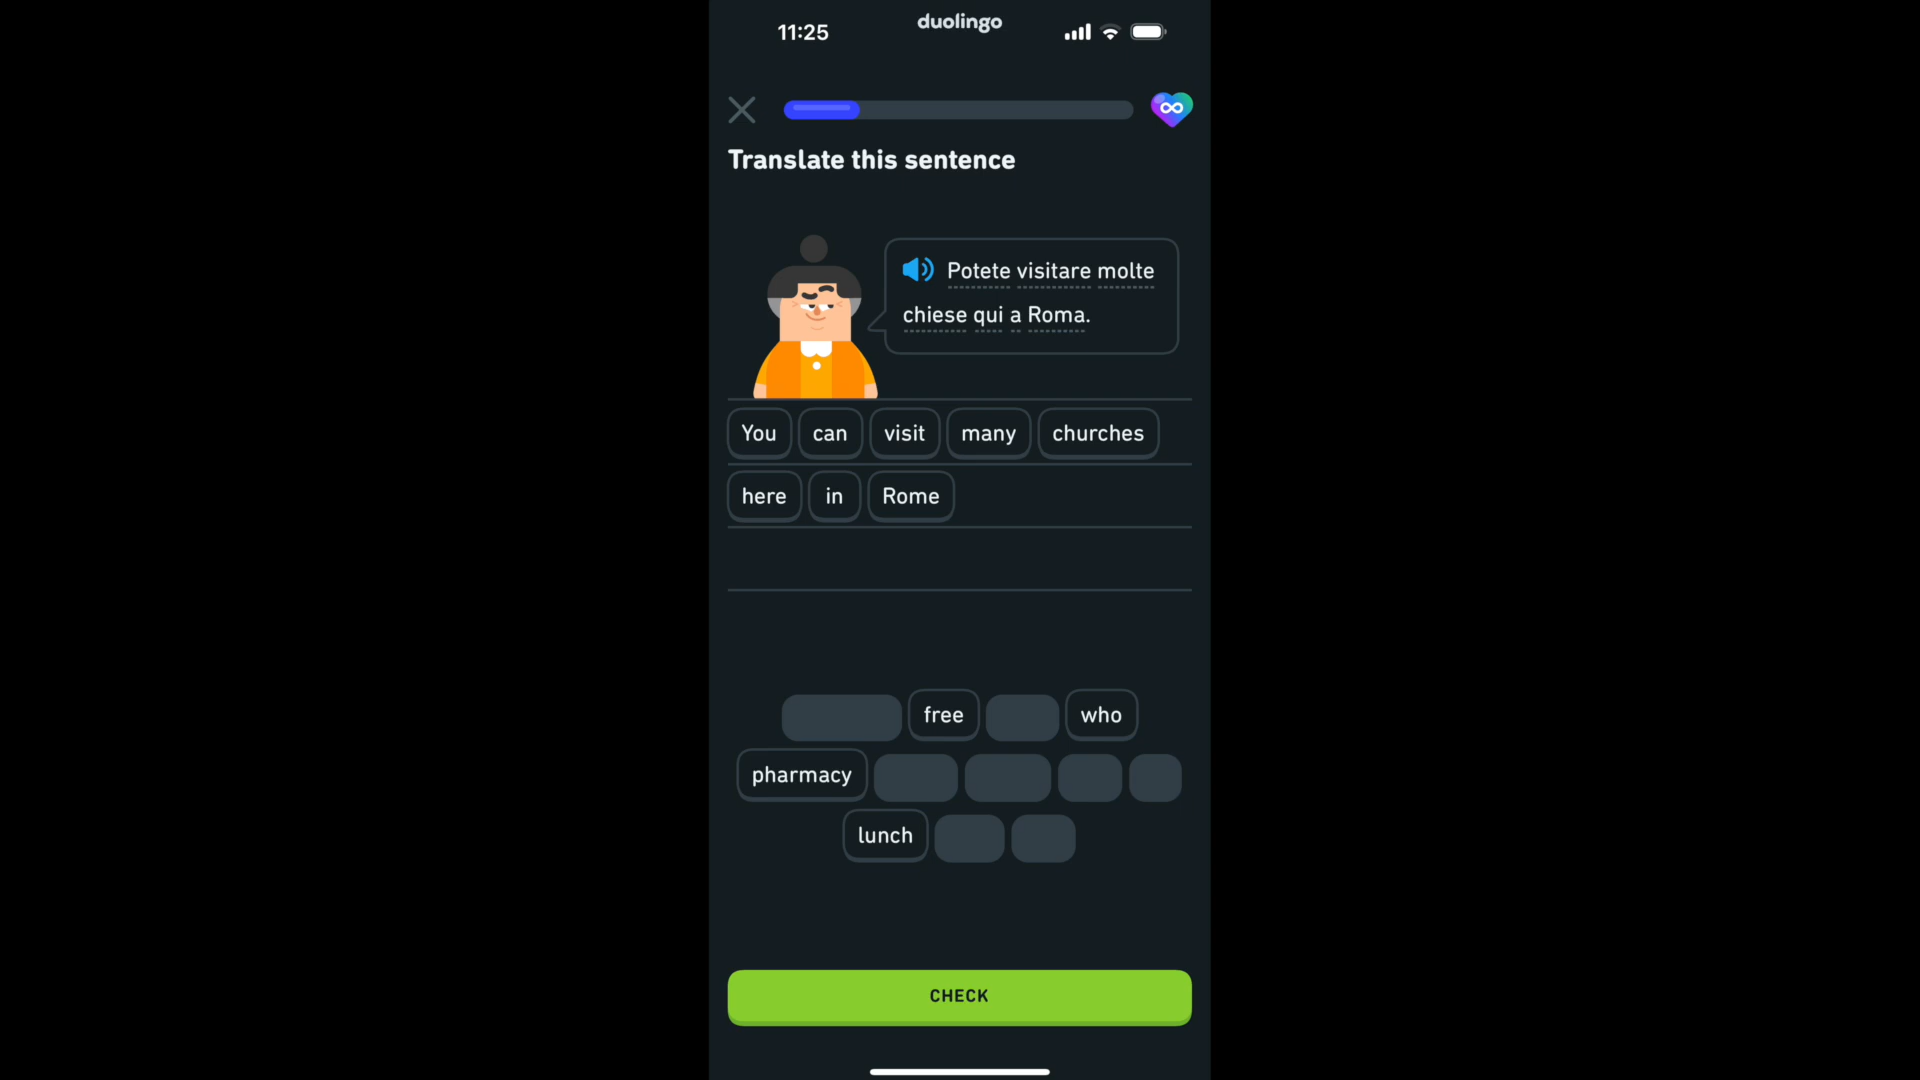 11:25
duolingo
Translate this sentence
Potete visitare molte
chiese qui a Roma.
You can visit many churches
here in Rome
free who
pharmacy
lunch
CHECK